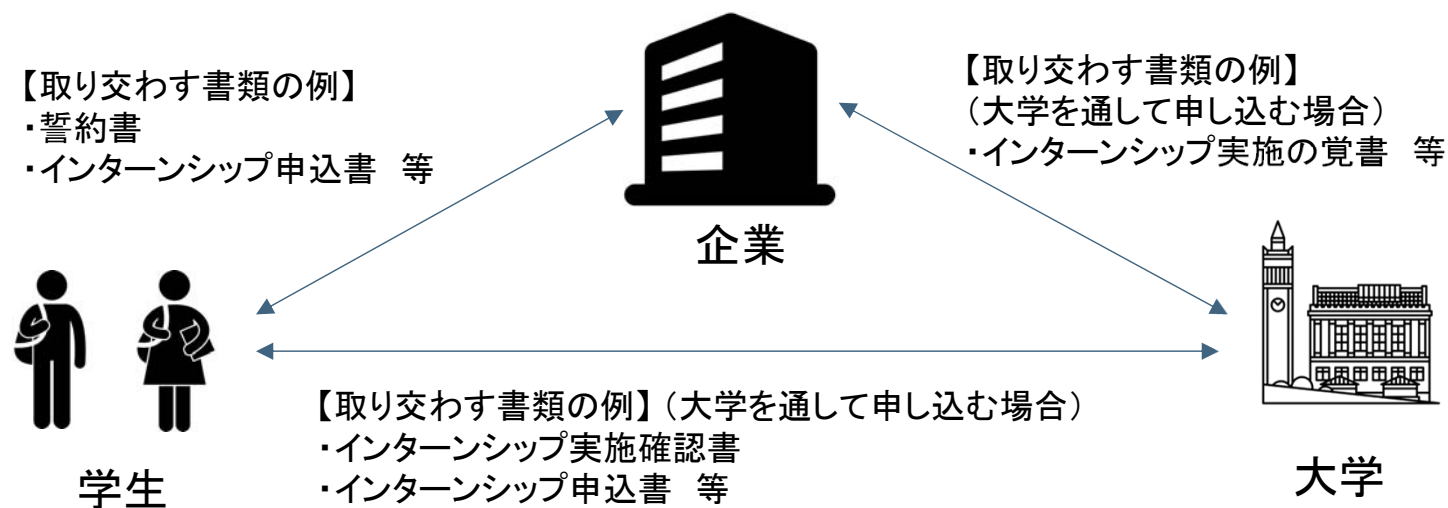 【取り交わす書類の例】
・誓約書
・インターンシップ申込書　等
【取り交わす書類の例】
（大学を通して申し込む場合）
・インターンシップ実施の覚書　等
企業
【取り交わす書類の例】（大学を通して申し込む場合）
・インターンシップ実施確認書
・インターンシップ申込書　等
学生
大学